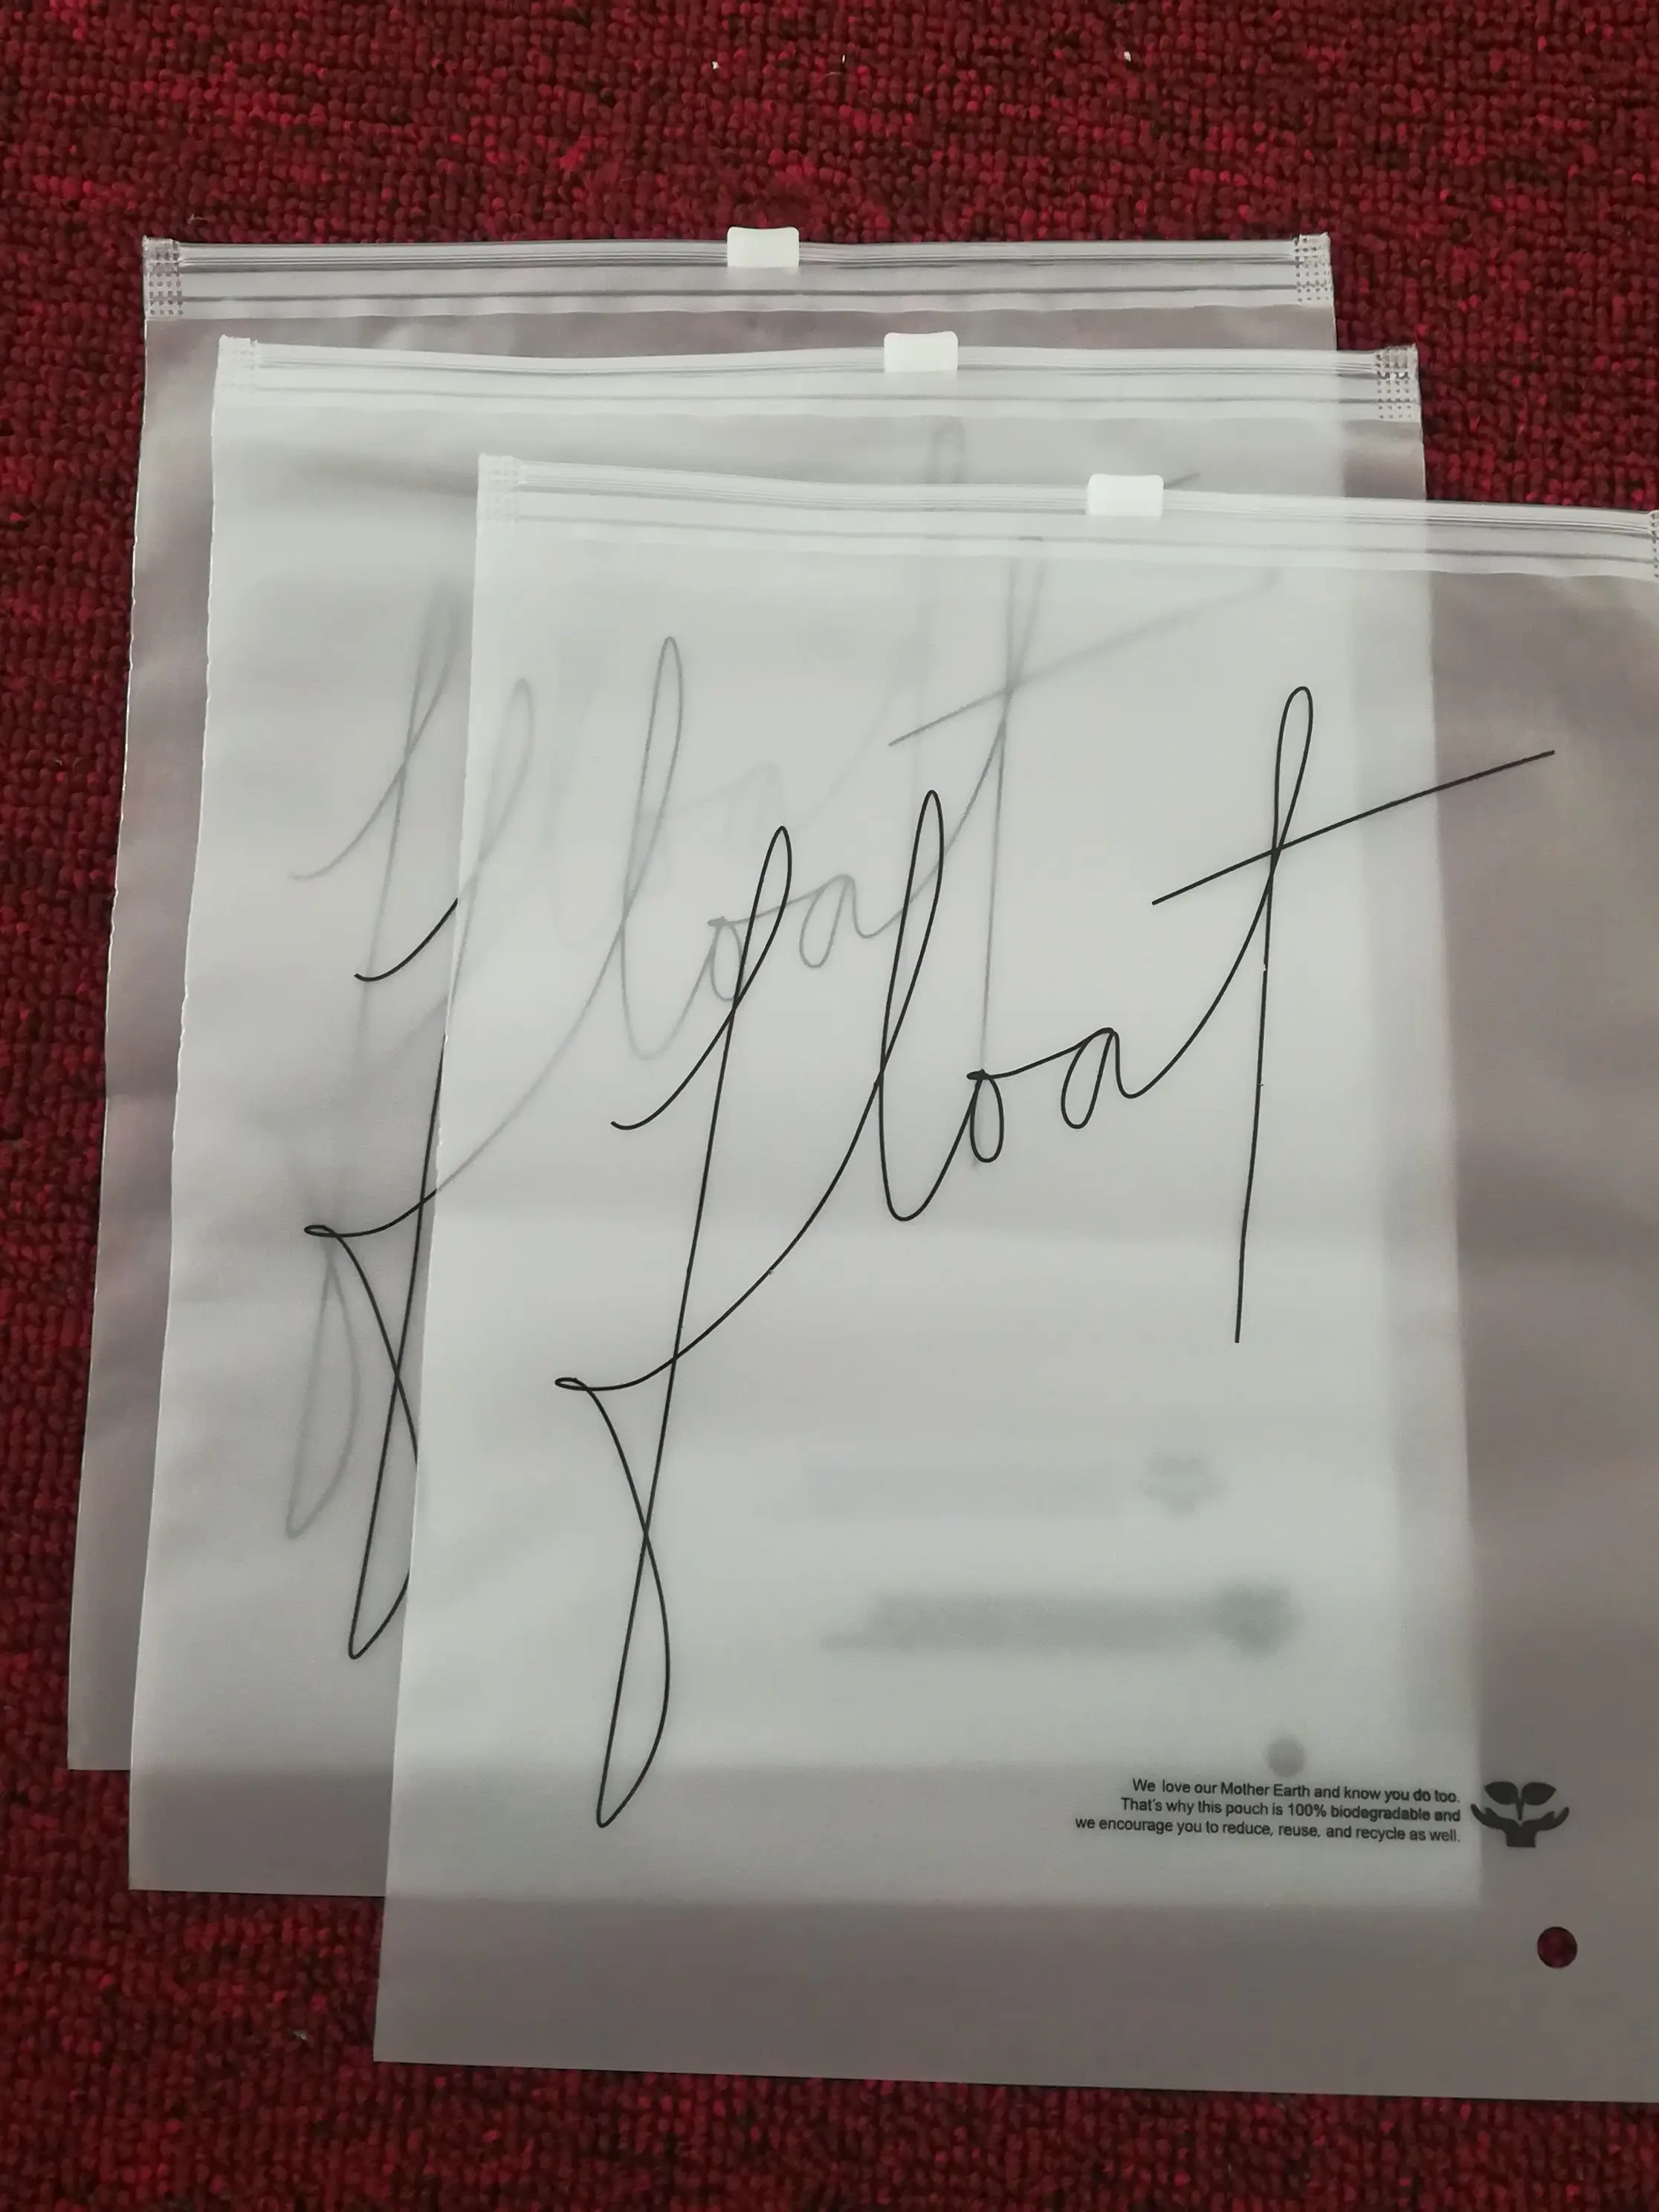 float
We love our Mother Earth and know you do too.
That's why this pouch is 100% biodegradable and
we encourage you to reduce, reuse, and recycle as well.